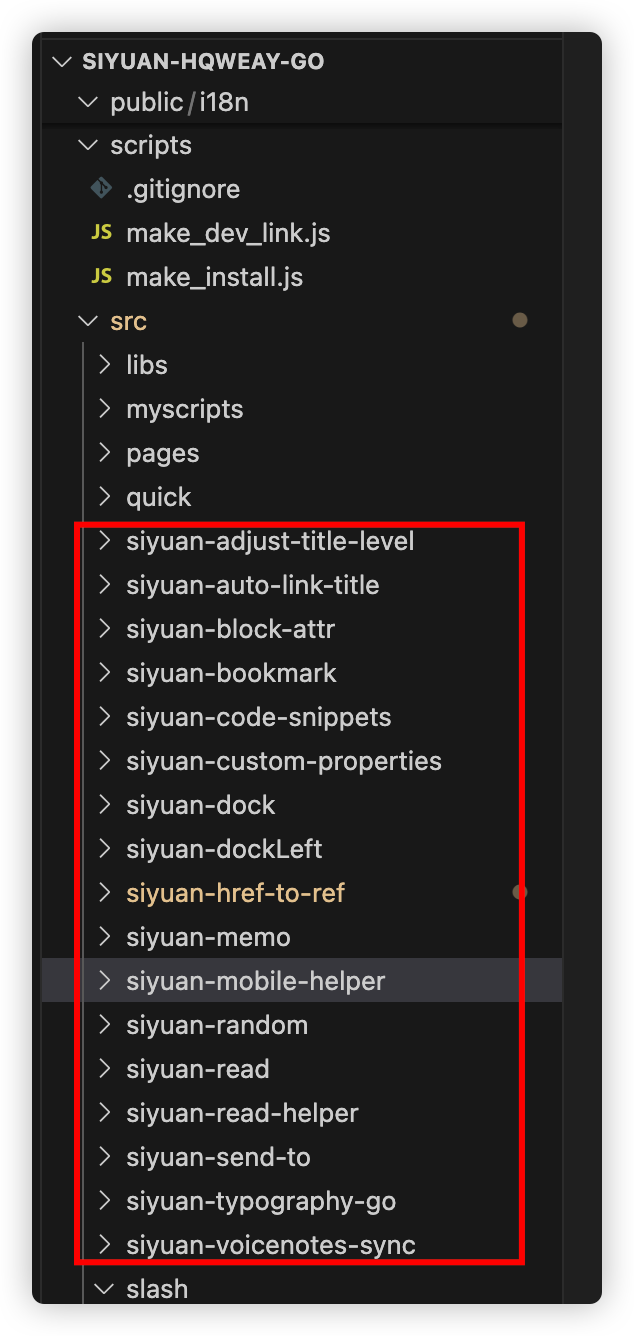 SIYUAN-HQWEAY-GO
public/i18n
scripts
.gitignore
JS make_dev_link.js
JS make_install.js
src
libs
myscripts
pages
quick
siyuan-adjust-title-level
siyuan-auto-link-title
siyuan-block-attr
siyuan-bookmark
siyuan-code-snippets
siyuan-custom-properties
siyuan-dock
siyuan-dockLeft
siyuan-href-to-ref
siyuan-memo
siyuan-mobile-helper
siyuan-random
siyuan-read
siyuan-read-helper
siyuan-send-to
siyuan-typography-go
siyuan-voicenotes-sync
slash